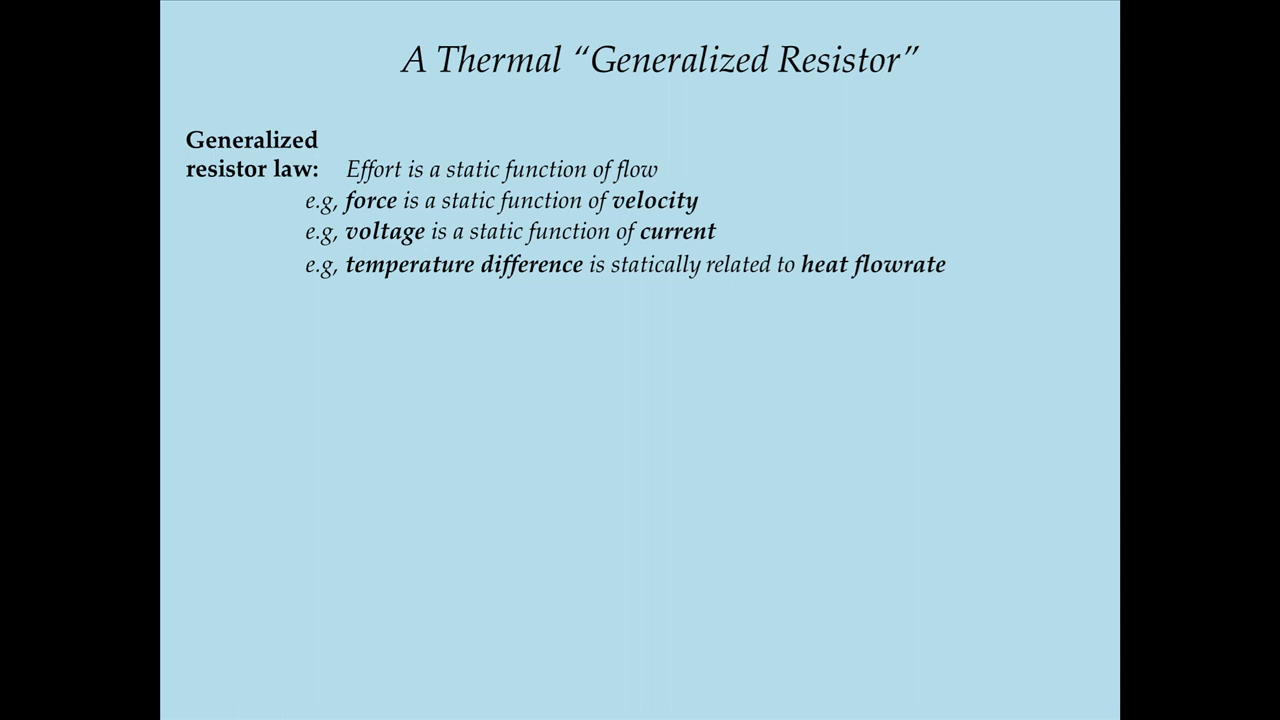 A Thermal “Generalized Resistor”
Generalized
resistor law: Effort is a static function of flow
e.g, force is a static function of velocity
e.g, voltage is a static function of current
e.g, temperature difference is statically related to heat flowrate